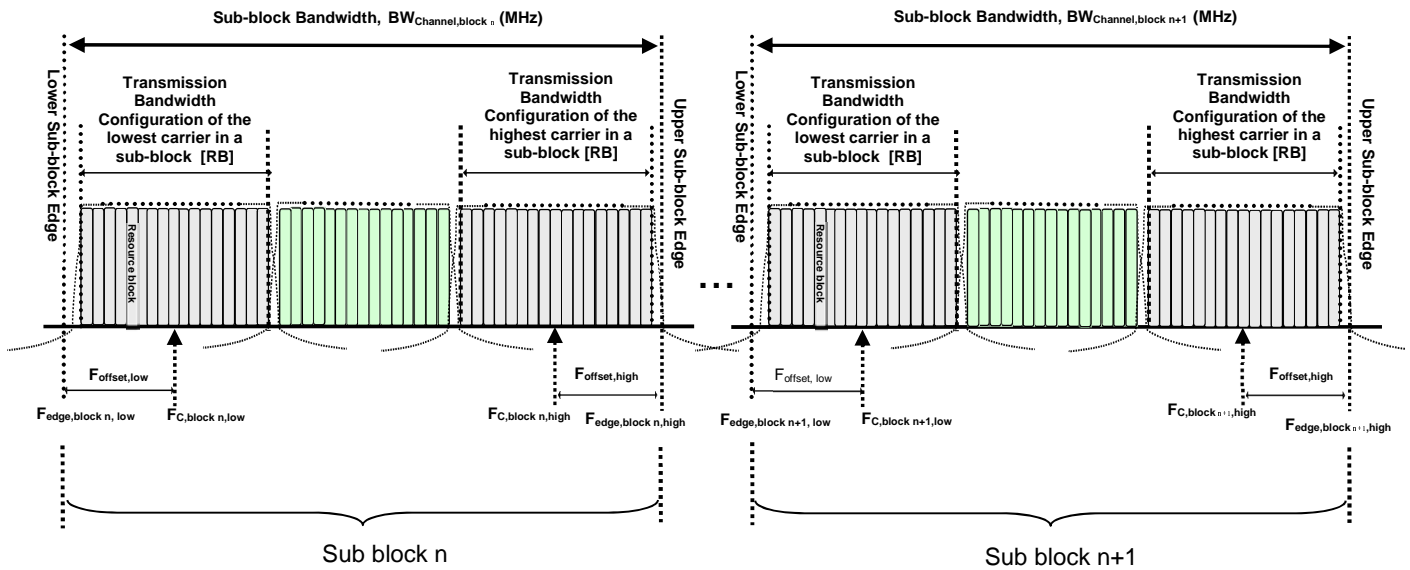 Sub-block Bandwidth, BWChannel,block n (MHz)
Lower Sub-block Edge
Transmission
Bandwidth
Configuration of the
lowest carrier in a
sub-block [RB]
Transmission
Bandwidth
Configuration of the
highest carrier in a
sub-block [RB]
Upper Sub-block Edge
Resource block
Foffset,low
Foffset,high
Fedge,block n, low
FC,block n,low
FC,block n,high
Fedge,block n,high
Sub block n
...
Sub-block Bandwidth, BWChannel,block n+1 (MHz)
Lower Sub-block Edge
Transmission
Bandwidth
Configuration of the
lowest carrier in a
sub-block [RB]
Transmission
Bandwidth
Configuration of the
highest carrier in a
sub-block [RB]
Upper Sub-block Edge
Resource block
Foffset, low
Foffset,high
Fedge,block n+1, low
FC,block n+1,low
FC,block n+1,high
Fedge,block n+1,high
Sub block n+1